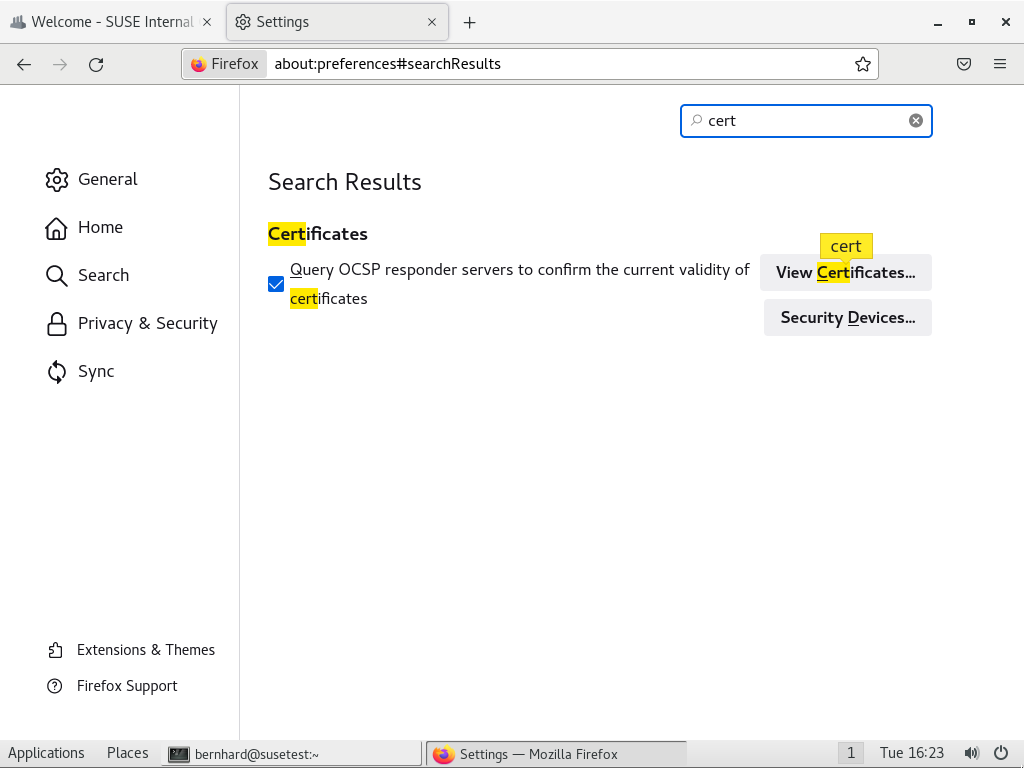 Welcome - SUSE Internal
Settings
Firefox
about:preferences#searchResults
cert
General
Home
Search
Privacy & Security
Sync
Extensions & Themes
Firefox Support
Search Results
Certificates
Query OCSP responder servers to confirm the current validity of
certificates
cert
View Certificates...
Security Devices...
Applications
Places
bernhard@susetest:~
Settings — Mozilla Firefox
1
Tue 16:23